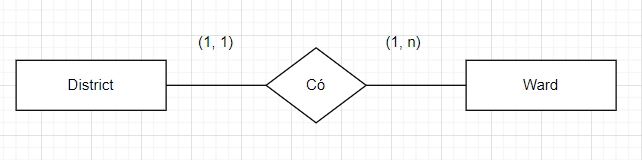 (1, 1)
(1, n)
District
Có
Ward